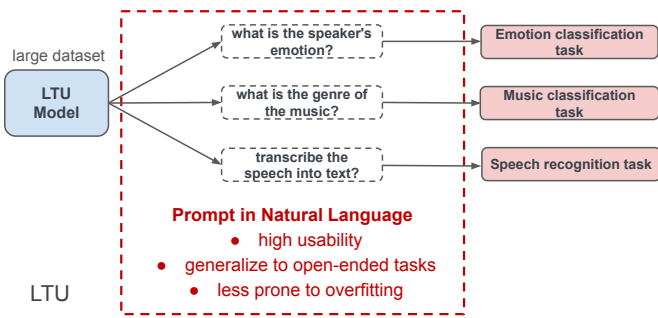 large dataset
LTU
Model
what is the speaker's
emotion?
Emotion classification
task
what is the genre of
the music?
Music classification
task
transcribe the
speech into text?
Speech recognition task
Prompt in Natural Language
● high usability
● generalize to open-ended tasks
● less prone to overfitting
LTU